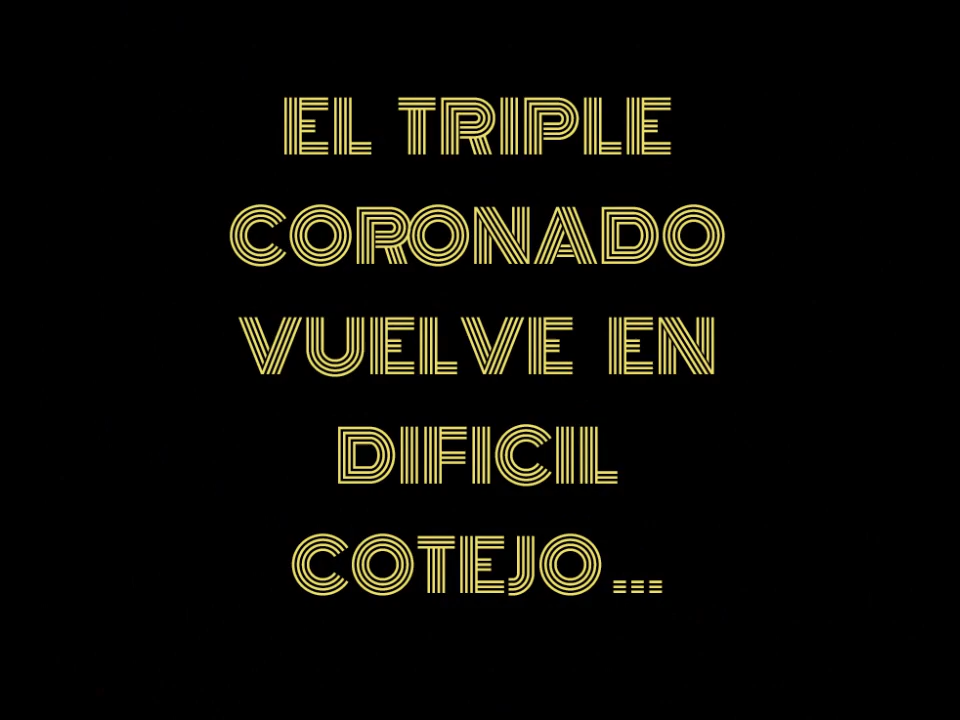 EL TRIPLE
CORONADO
VUELVE EN
DIFICIL
COTEJO...